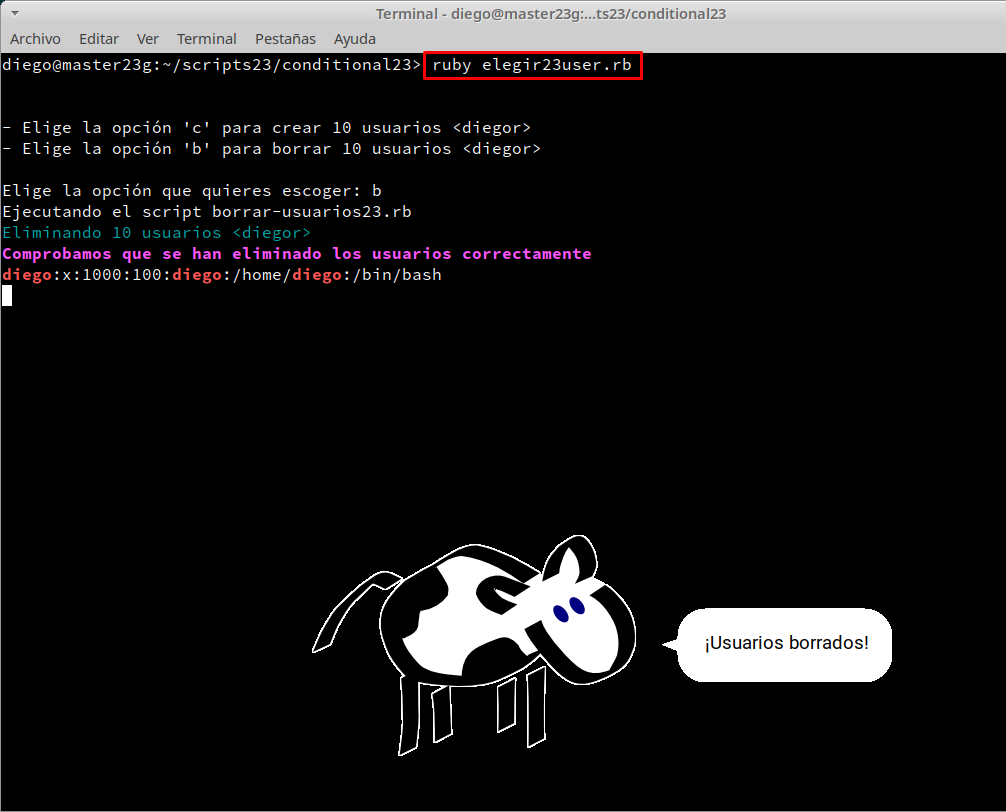 Terminal - diego@master23g:...ts23/conditional23
Archivo Editar Ver Terminal Pestañas Ayuda
diego@master23g:~/scripts23/conditional23> ruby elegir23user.rb
- Elige la opción 'c' para crear 10 usuarios <diegor>
- Elige la opción 'b' para borrar 10 usuarios <diegor>
Elige la opción que quieres escoger: b
Ejecutando el script borrar-usuarios23.rb
Eliminando 10 usuarios <diegor>
Comprobamos que se han eliminado los usuarios correctamente
diego:x:1000:100:diego:/home/diego:/bin/bash
¡Usuarios borrados!